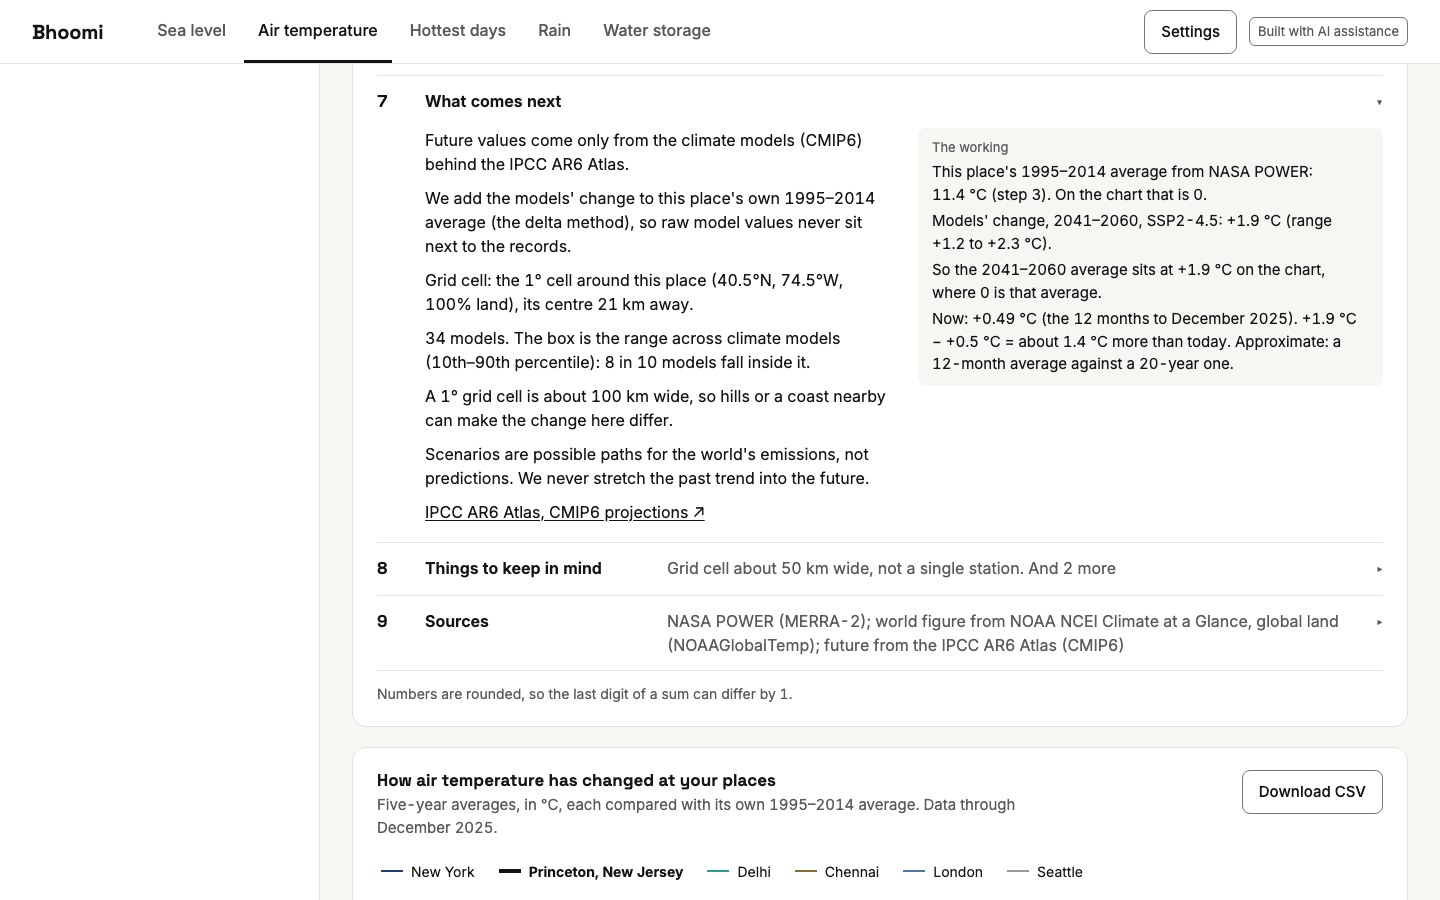 Bhoomi
Sea level
Air temperature
Hottest days
Rain
Water storage
Settings
Built with AI assistance
7
What comes next
▾
Future values come only from the climate models (CMIP6)
behind the IPCC AR6 Atlas.
We add the models' change to this place's own 1995–2014
average (the delta method), so raw model values never sit
next to the records.
Grid cell: the 1° cell around this place (40.5°N, 74.5°W,
100% land), its centre 21 km away.
34 models. The box is the range across climate models
(10th–90th percentile): 8 in 10 models fall inside it.
A 1° grid cell is about 100 km wide, so hills or a coast nearby
can make the change here differ.
Scenarios are possible paths for the world's emissions, not
predictions. We never stretch the past trend into the future.
IPCC AR6 Atlas, CMIP6 projections ↗
The working
This place's 1995–2014 average from NASA POWER:
11.4 °C (step 3). On the chart that is 0.
Models' change, 2041–2060, SSP2-4.5: +1.9 °C (range
+1.2 to +2.3 °C).
So the 2041–2060 average sits at +1.9 °C on the chart,
where 0 is that average.
Now: +0.49 °C (the 12 months to December 2025). +1.9 °C
− +0.5 °C = about 1.4 °C more than today. Approximate: a
12-month average against a 20-year one.
8
Things to keep in mind
Grid cell about 50 km wide, not a single station. And 2 more
▸
9
Sources
NASA POWER (MERRA-2); world figure from NOAA NCEI Climate at a Glance, global land
(NOAAGlobalTemp); future from the IPCC AR6 Atlas (CMIP6)
▸
Numbers are rounded, so the last digit of a sum can differ by 1.
How air temperature has changed at your places
Five-year averages, in °C, each compared with its own 1995–2014 average. Data through
December 2025.
Download CSV
New York
Princeton, New Jersey
Delhi
Chennai
London
Seattle